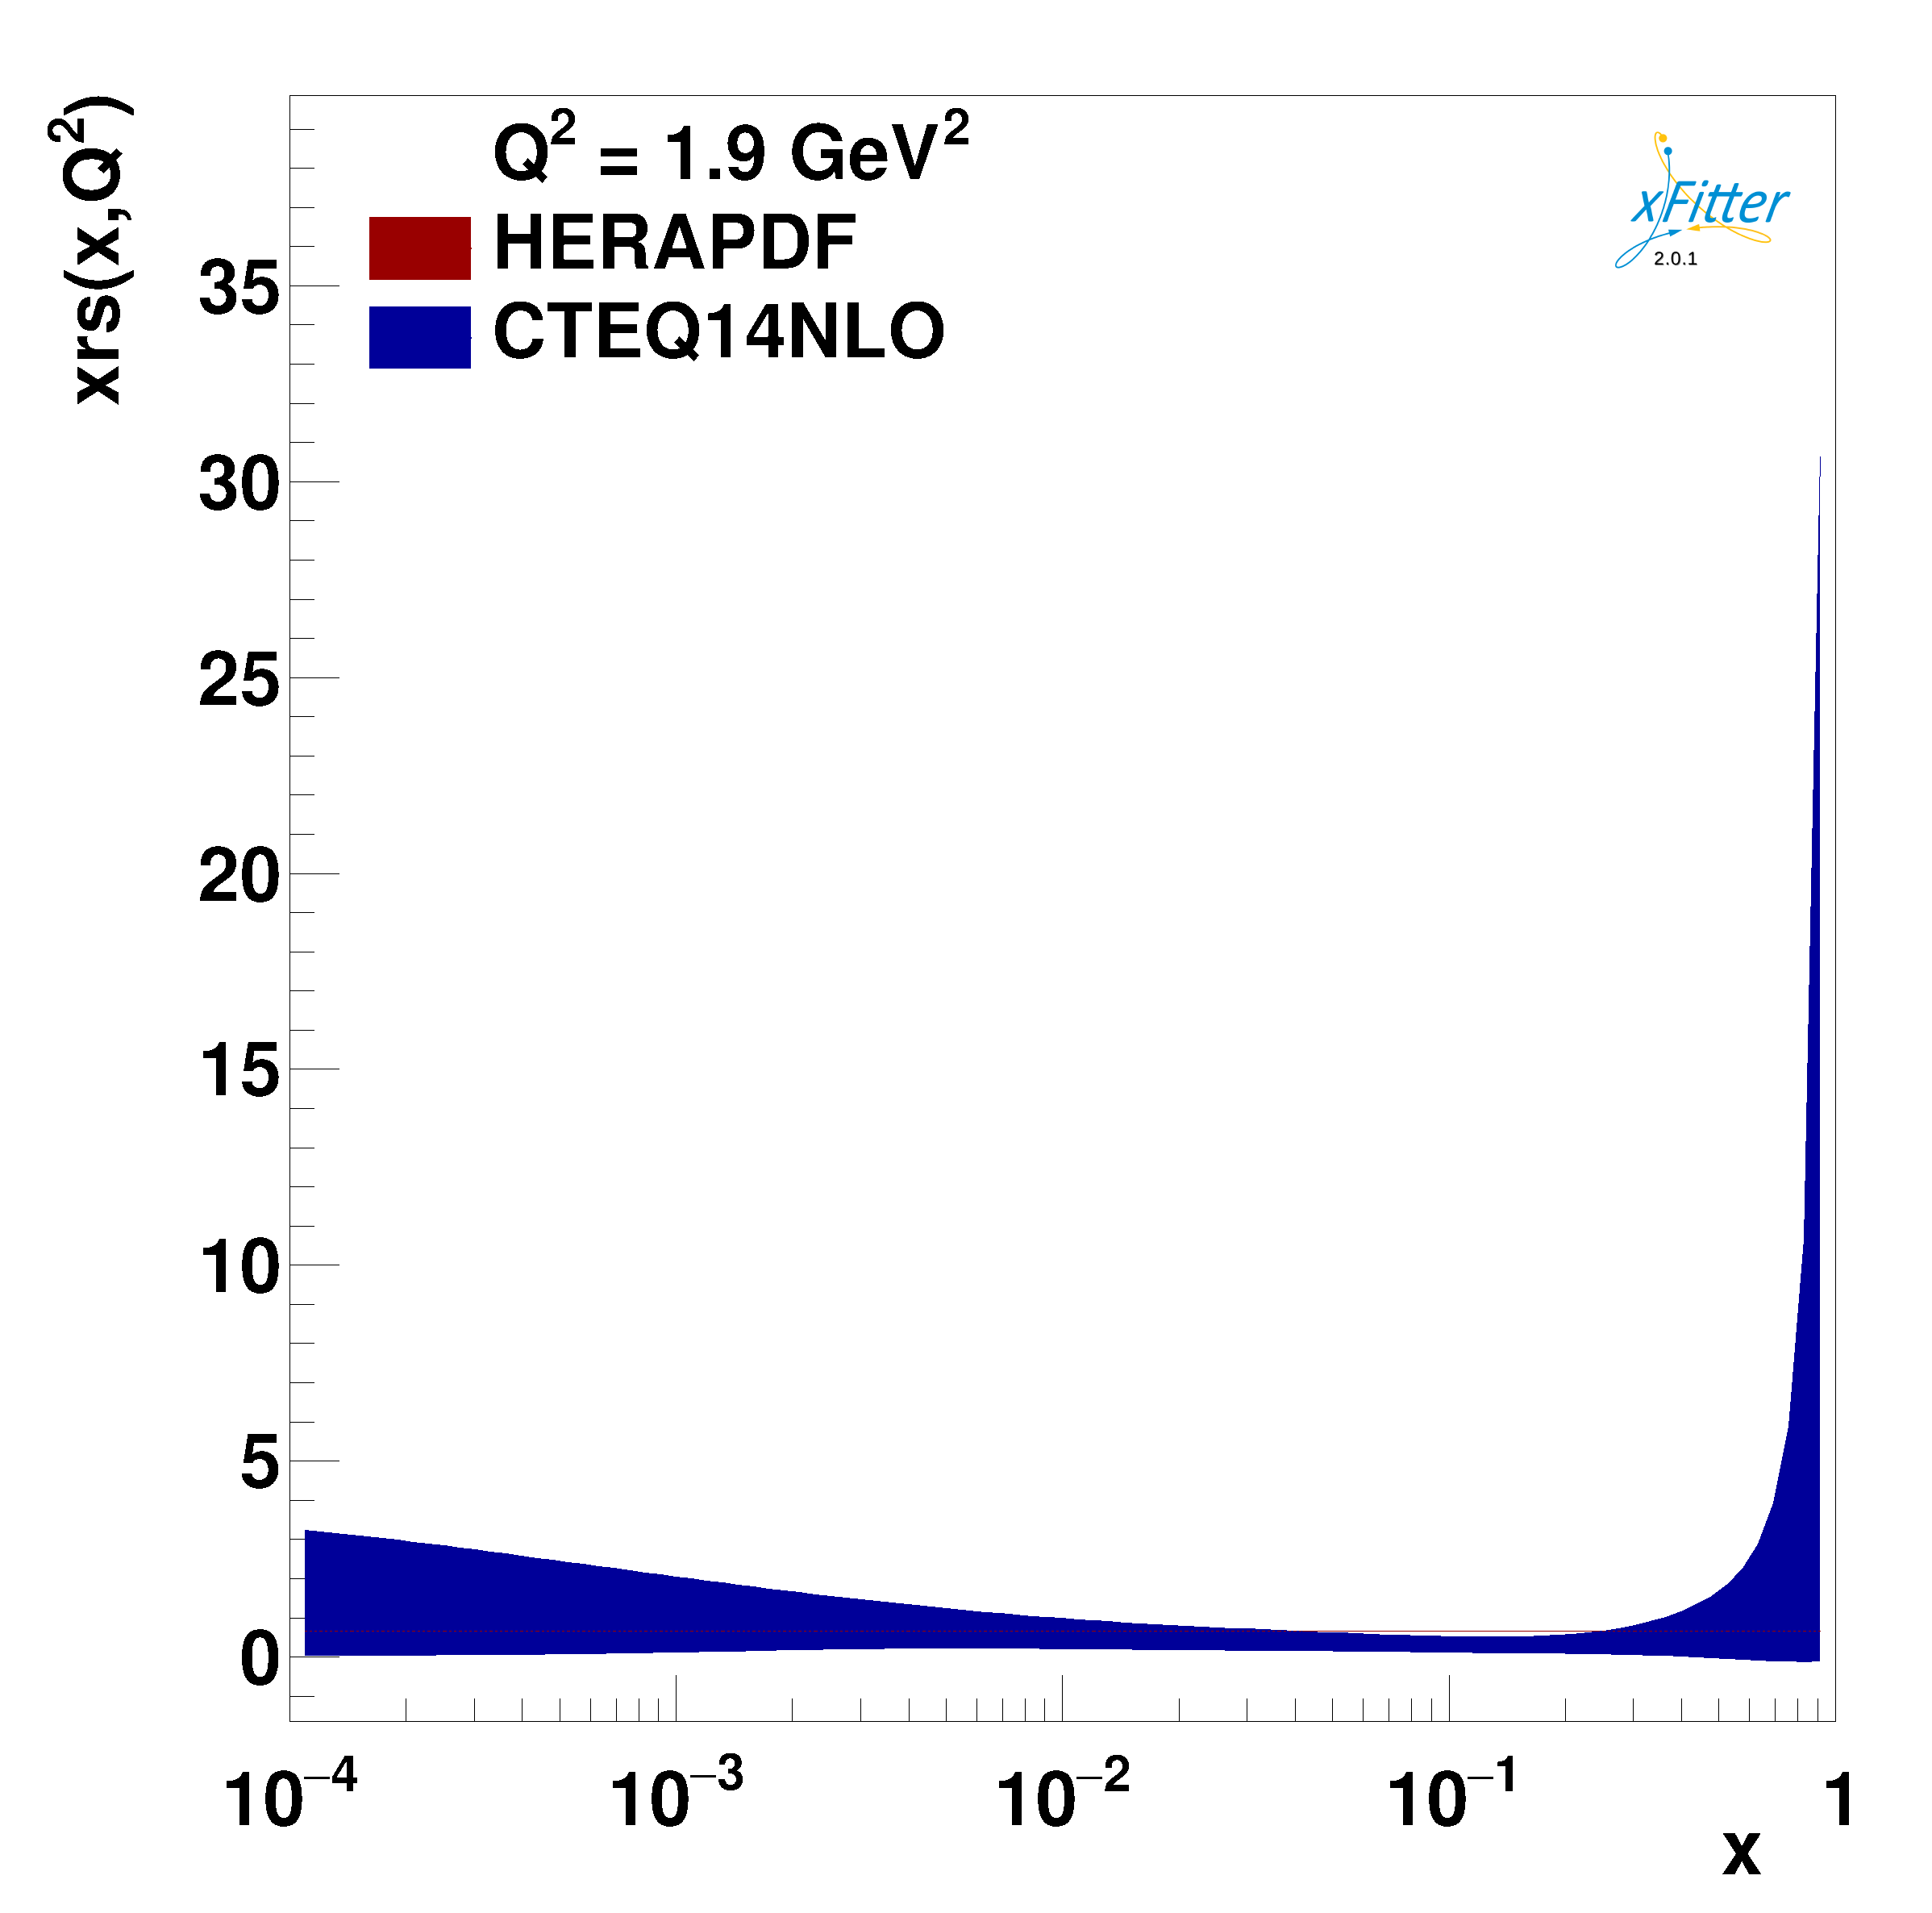 xrs(x,Q²)
Q² = 1.9 GeV²
HERAPDF
CTEQ14NLO
xFitter
2.0.1
35
30
25
20
15
10
5
0
10⁻⁴ 10⁻³ 10⁻² 10⁻¹ 1
x